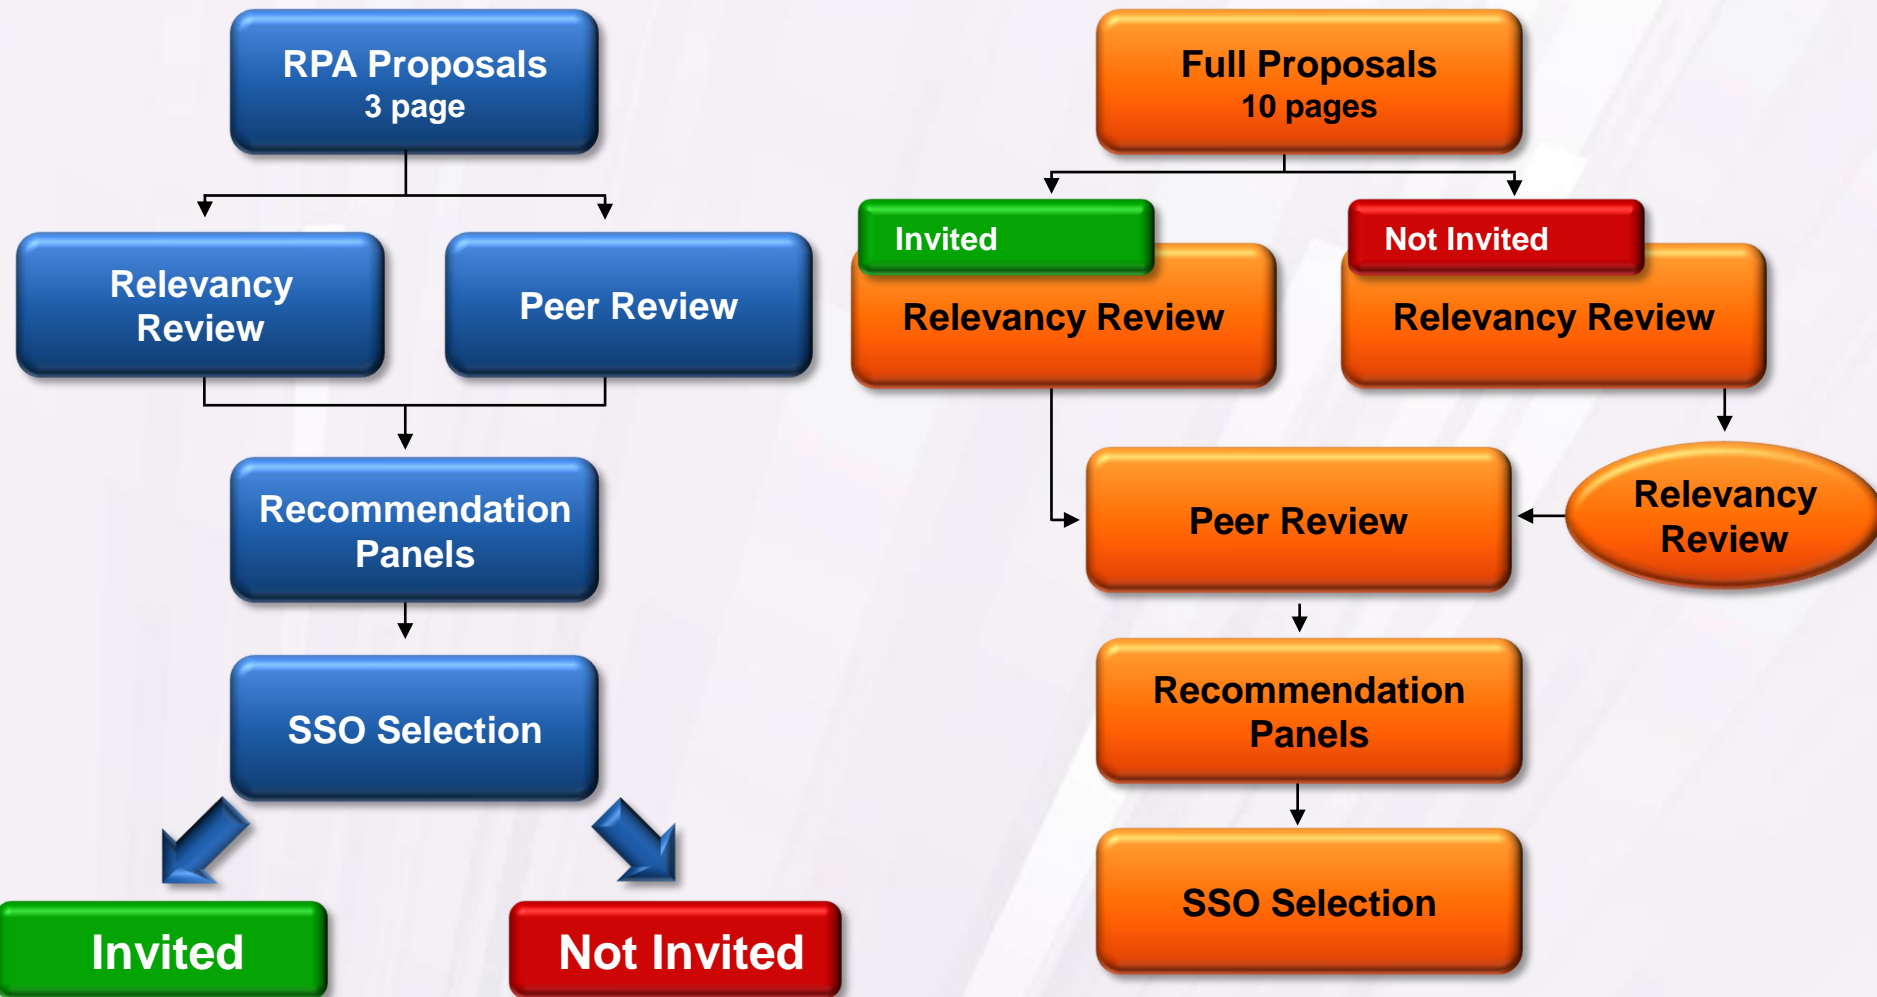 RPA Proposals
3 page
Relevancy
Review
Peer Review
Recommendation
Panels
SSO Selection
Invited
Not Invited
Full Proposals
10 pages
Invited
Relevancy Review
Not Invited
Relevancy Review
Peer Review
Relevancy
Review
Recommendation
Panels
SSO Selection